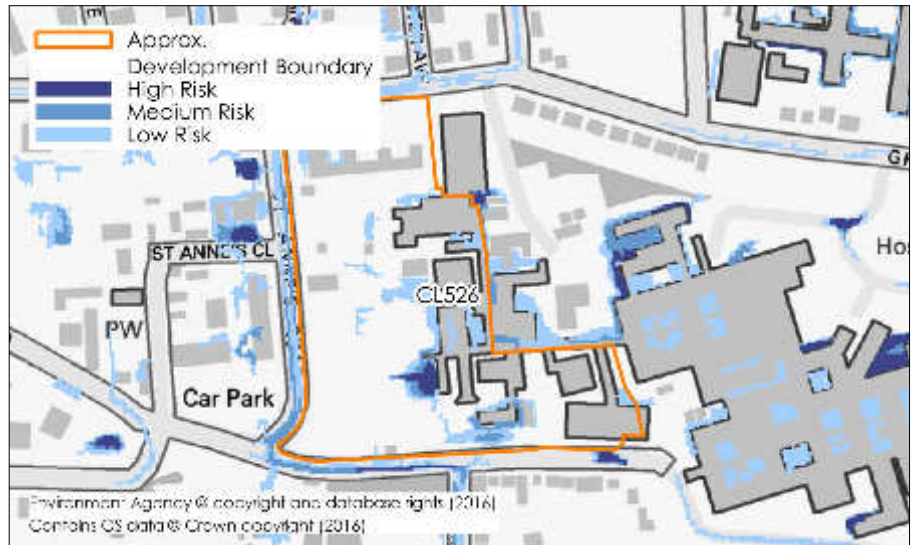 Approx.
Development Boundary
High Risk
Medium Risk
Low Risk
ST ANNE'S CL
CL526
PW
Car Park
Hos
Environment Agency © copyright and database rights (2016)
Contains OS data © Crown copyright (2016)